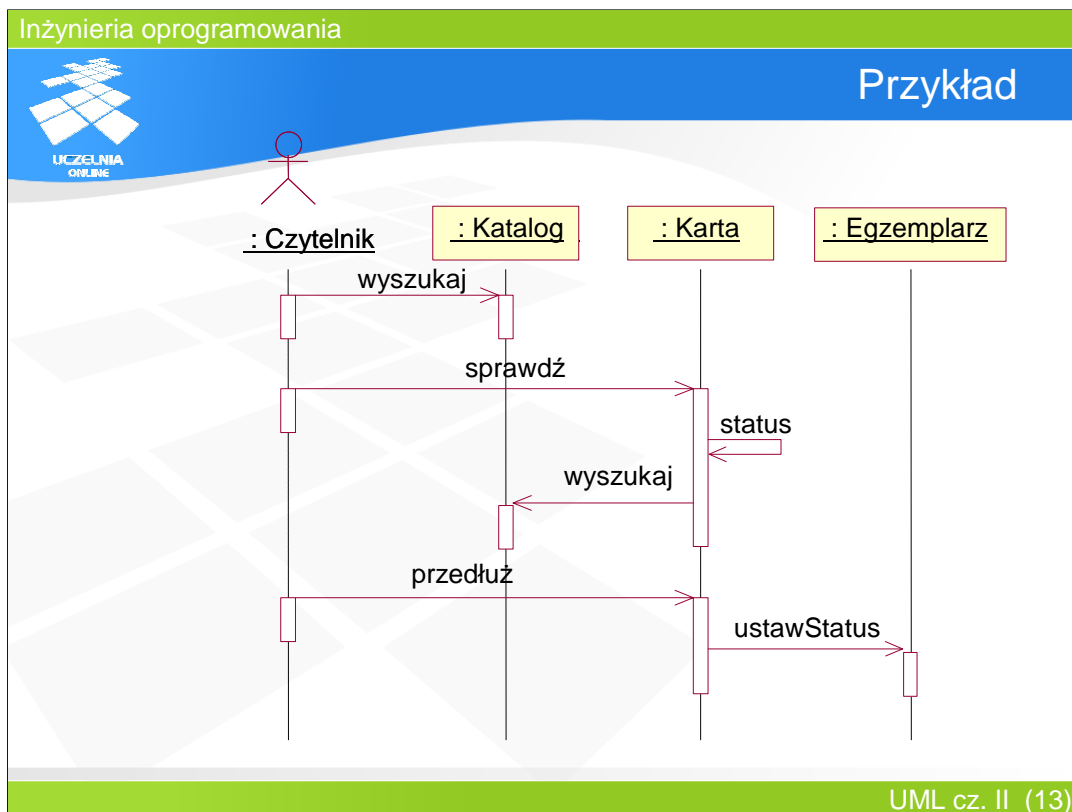 Inżynieria oprogramowania
Przykład
UCZELNIA
ONLINE
: Czytelnik
: Katalog
: Karta
: Egzemplarz
wyszukaj
sprawdź
status
wyszukaj
przedłuż
ustawStatus
UML cz. II (13)